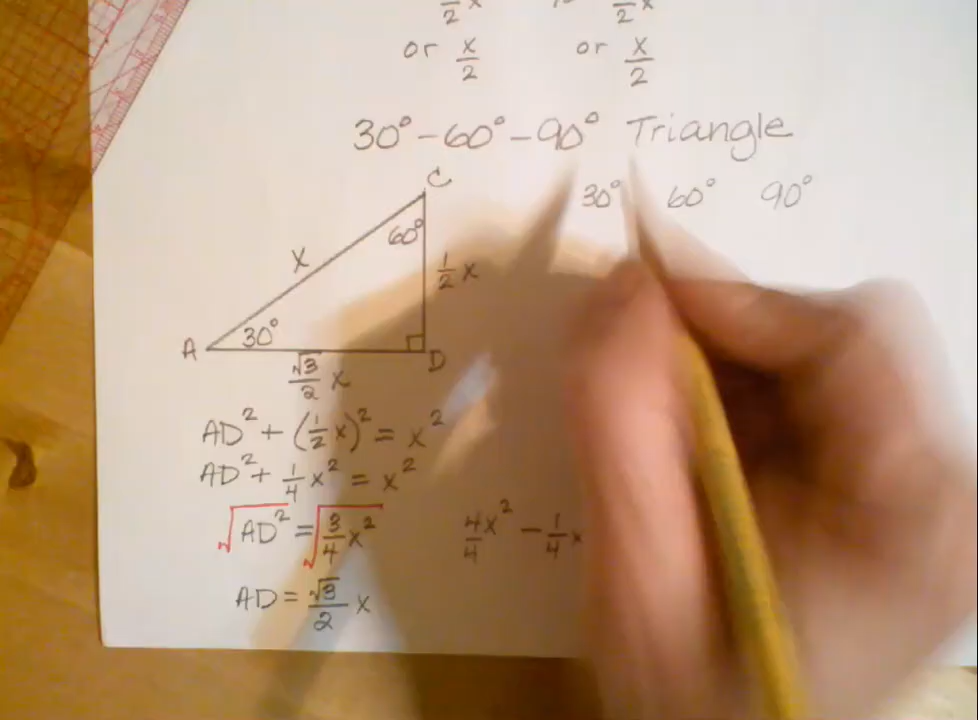 or x/2 or x/2
30° - 60° - 90° Triangle
30° 60° 90°
C
60°
x
1/2 x
30°
A
D
√3/2 x
AD² + (1/2 x)² = x²
AD² + 1/4 x² = x²
√AD² = √3/4 x²
4/4 x² - 1/4 x
AD = √3/2 x